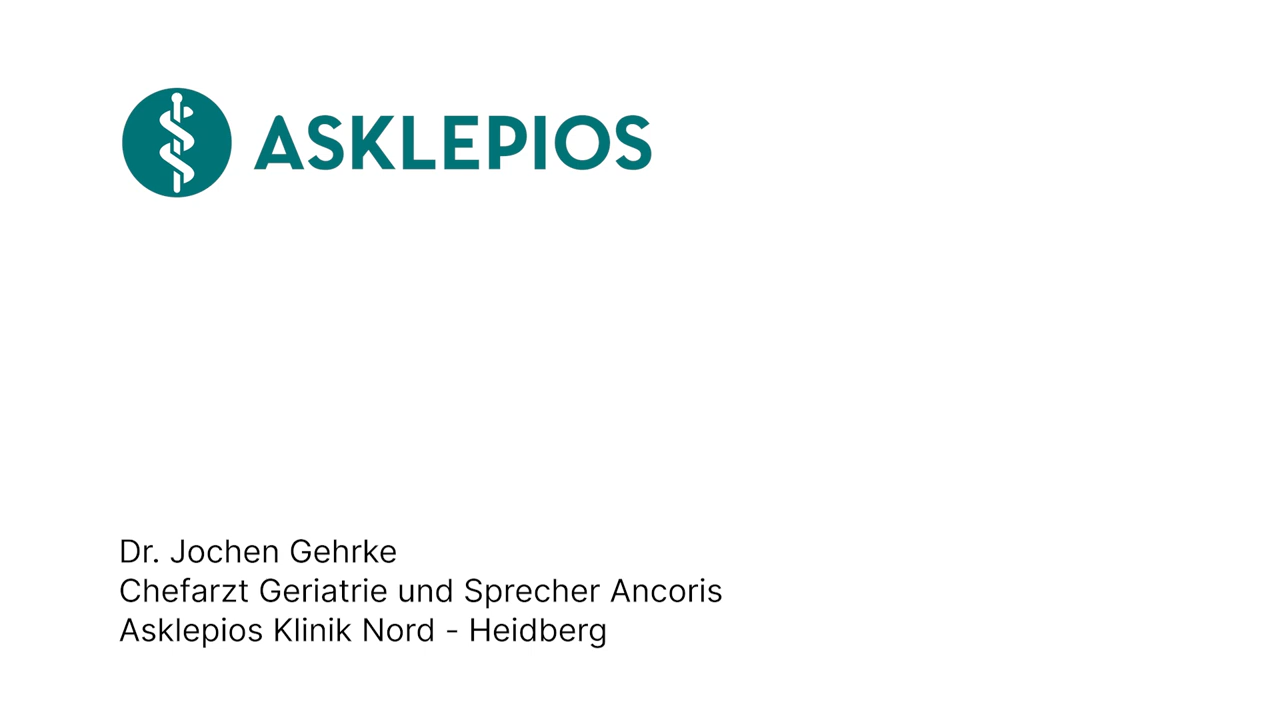 ASKLEPIOS
Dr. Jochen Gehrke
Chefarzt Geriatrie und Sprecher Ancoris
Asklepios Klinik Nord - Heidberg